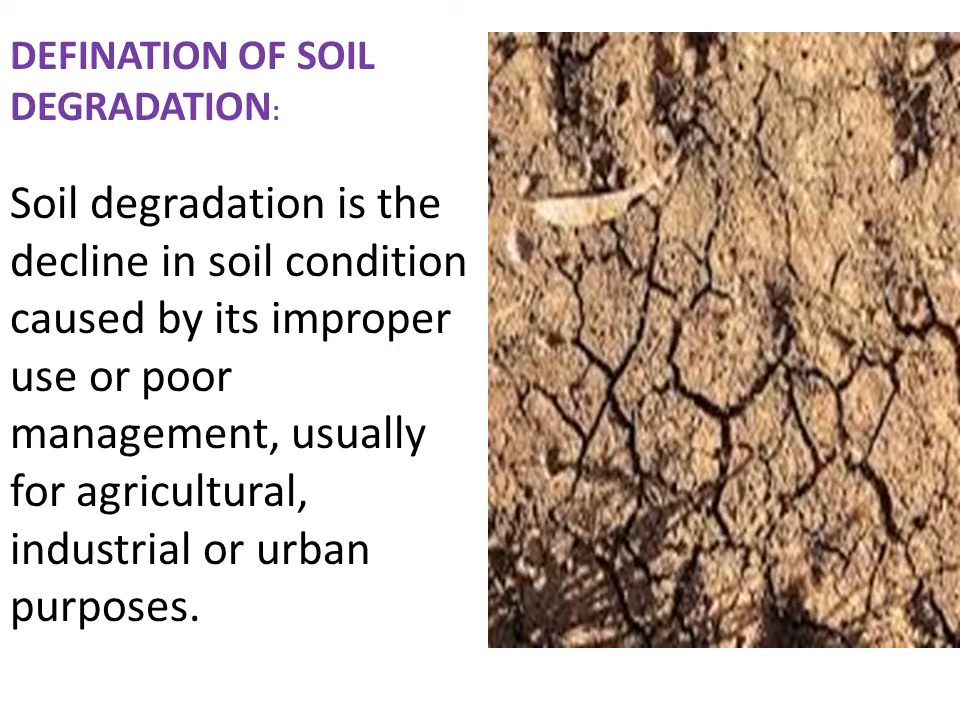 DEFINATION OF SOIL
DEGRADATION:
Soil degradation is the
decline in soil condition
caused by its improper
use or poor
management, usually
for agricultural,
industrial or urban
purposes.